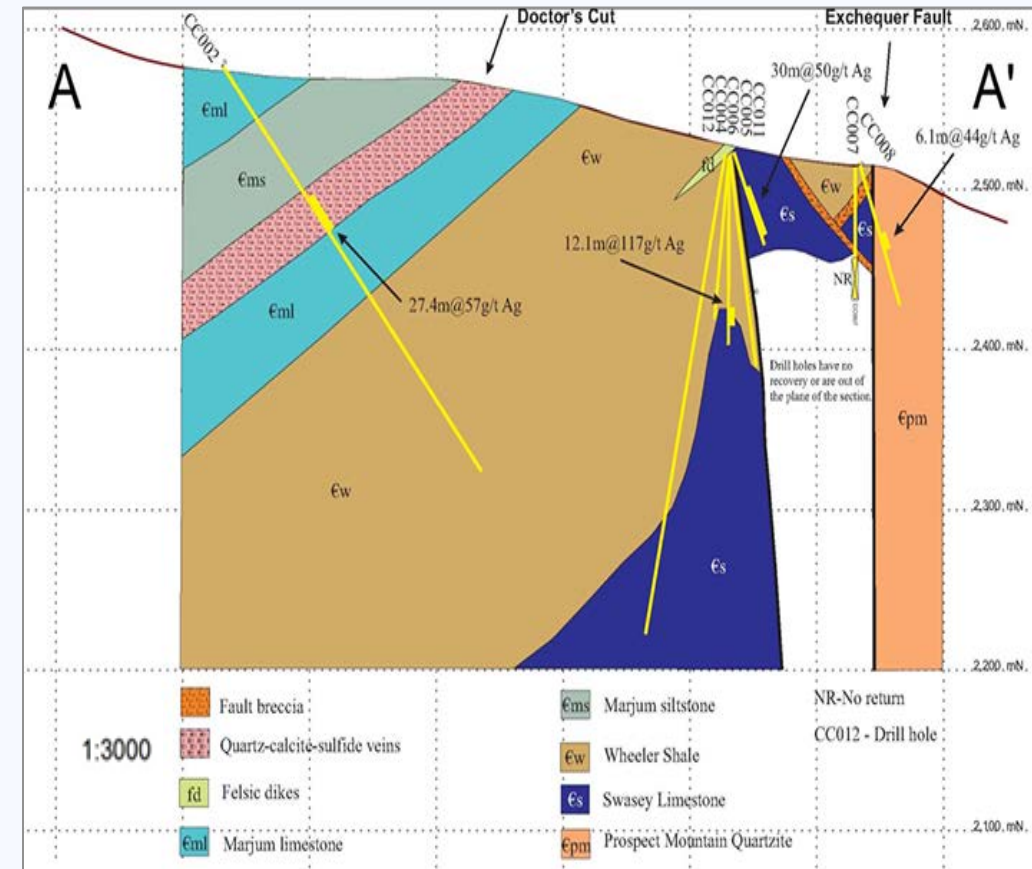 Doctor's Cut
Exchequer Fault
2,600. mN.
A
A'
CC002
30m@50g/t Ag
CC012
CC004
CC006
CC005
CC011
CC007
CC008
6.1m@44g/t Ag
€ml
€ms
€w
fd
€w
€s
€s
2,500. mN.
12.1m@117g/t Ag
NR
27.4m@57g/t Ag
€ml
2,400. mN.
Drill holes have no
recovery or are out of
the plane of the section.
€pm
€w
2,300. mN.
€s
2,200. mN.
Fault breccia
Quartz-calcite-sulfide veins
fd Felsic dikes
€ml Marjum limestone
€ms Marjum siltstone
€w Wheeler Shale
€s Swasey Limestone
€pm Prospect Mountain Quartzite
NR-No return
CC012 - Drill hole
1:3000
2,100. mN.